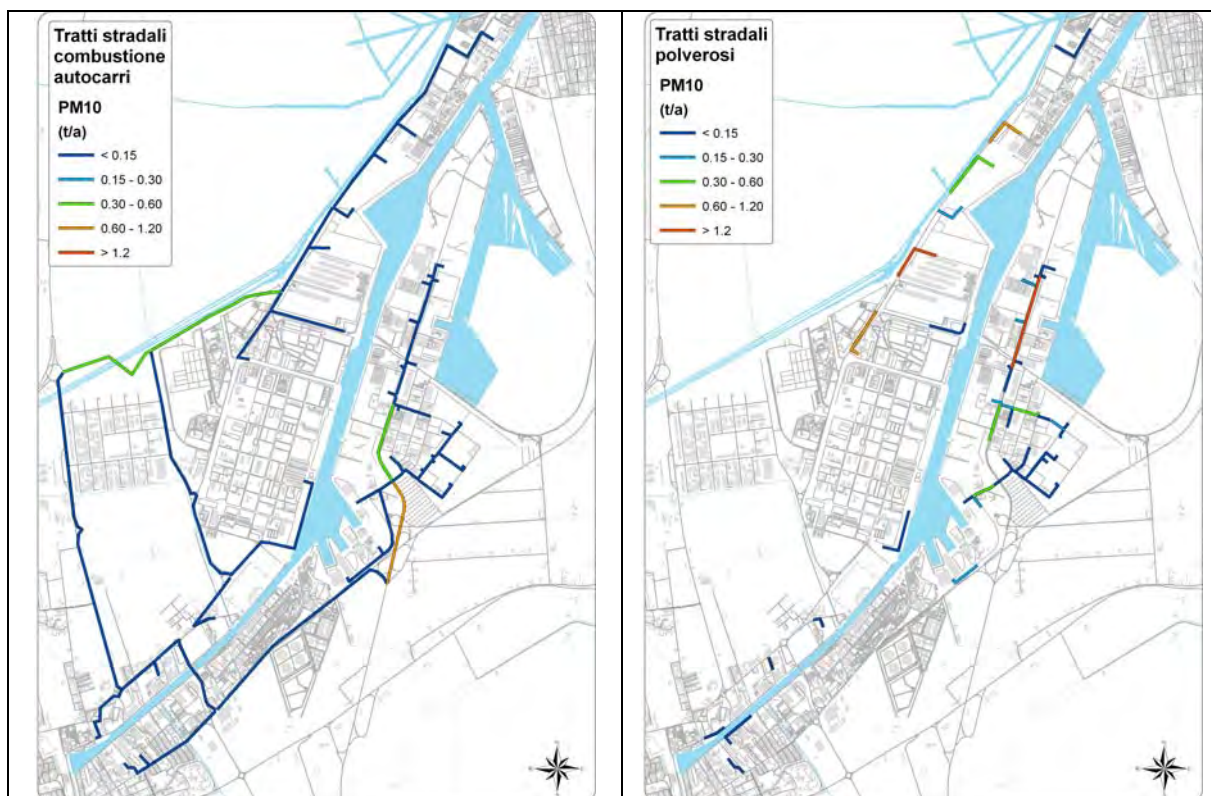 Tratti stradali
combustione
autocarri
PM10
(t/a)
< 0.15
0.15 - 0.30
0.30 - 0.60
0.60 - 1.20
> 1.2
Tratti stradali
polverosi
PM10
(t/a)
< 0.15
0.15 - 0.30
0.30 - 0.60
0.60 - 1.20
> 1.2